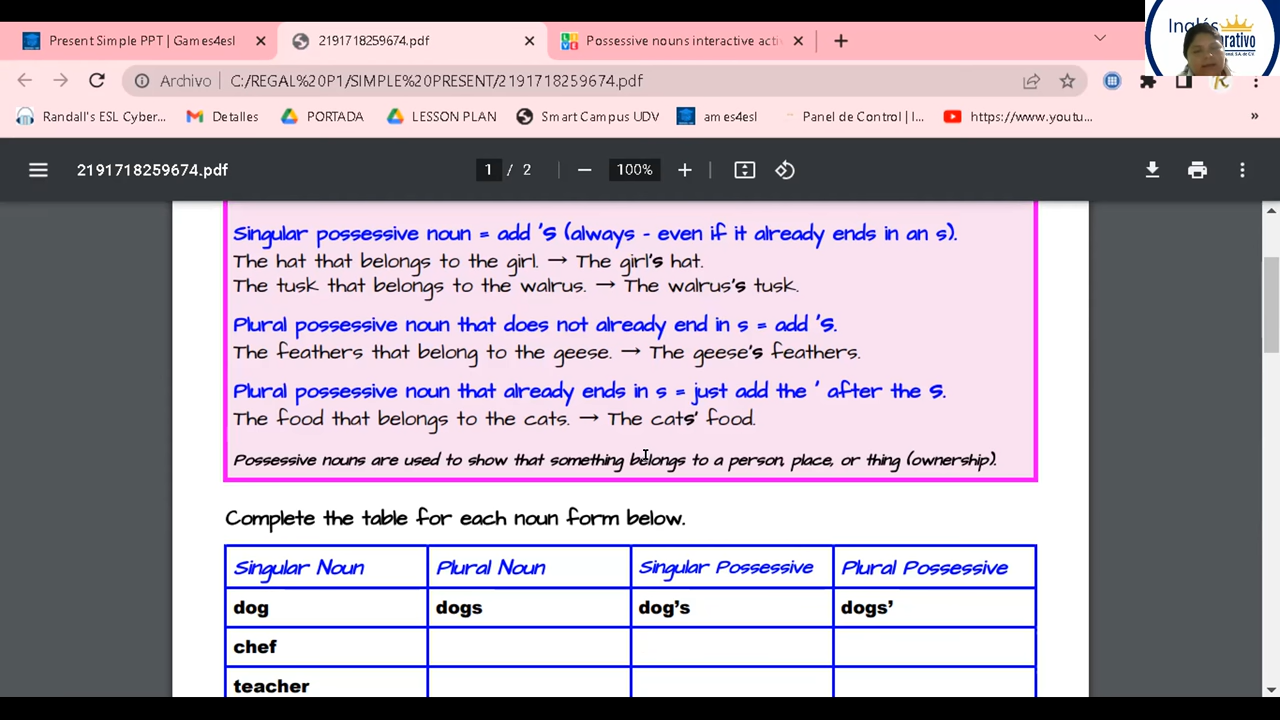 Present Simple PPT | Games4esl
2191718259674.pdf
Possessive nouns interactive acti
Inglés
Archivo
C:/REGAL%20P1/SIMPLE%20PRESENT/2191718259674.pdf
Randall's ESL Cyber...
Detalles
PORTADA
LESSON PLAN
Smart Campus UDV
ames4esl
Panel de Control | I...
https://www.youtu...
»
2191718259674.pdf
1 / 2
100%
Singular possessive noun = add 's (always - even if it already ends in an s).
The hat that belongs to the girl. → The girl's hat.
The tusk that belongs to the walrus. → The walrus's tusk.
Plural possessive noun that does not already end in s = add 's.
The feathers that belong to the geese. → The geese's feathers.
Plural possessive noun that already ends in s = just add the ' after the s.
The food that belongs to the cats. → The cats' food.
Possessive nouns are used to show that something belongs to a person, place, or thing (ownership).
Complete the table for each noun form below.
Singular Noun Plural Noun Singular Possessive Plural Possessive
dog dogs dog's dogs'
chef
teacher